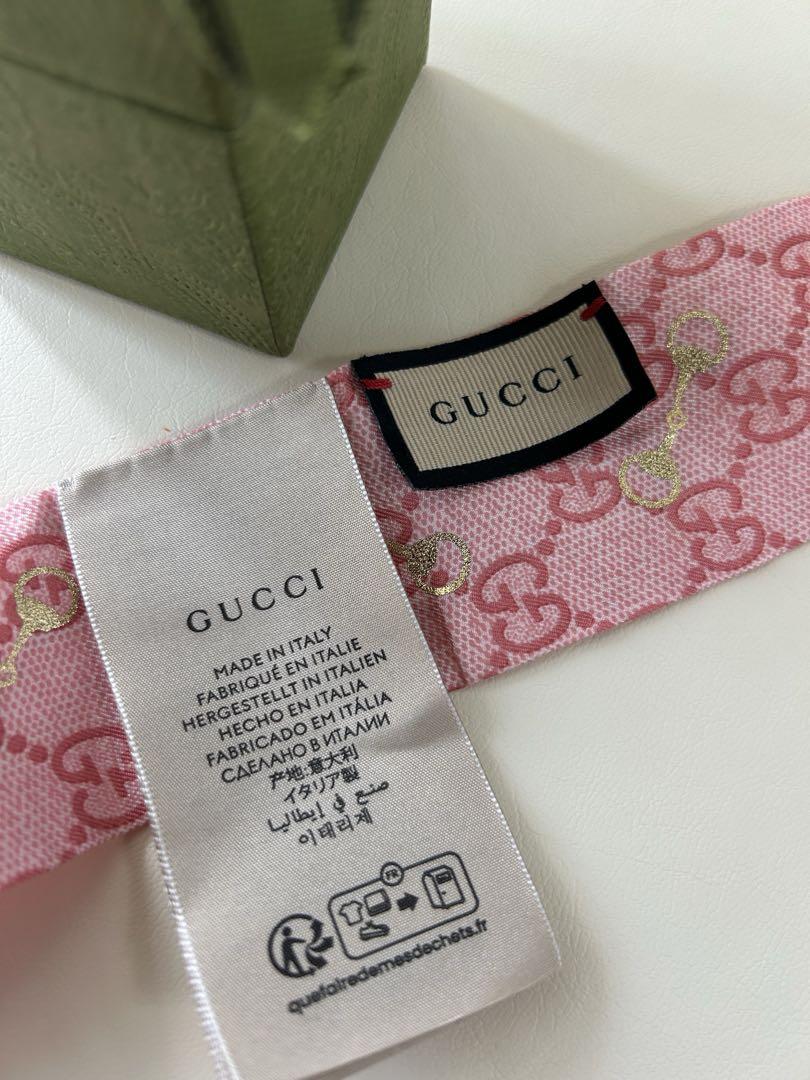 GUCCI
GUCCI
MADE IN ITALY
FABRIQUÉ EN ITALIE
HERGESTELLT IN ITALIEN
HECHO EN ITALIA
FABRICADO EM ITÁLIA
СДЕЛАНО В ИТАЛИИ
产地:意大利
イタリア製
صنع في إيطاليا
이태리제
FR
quefairedemesdechets.fr